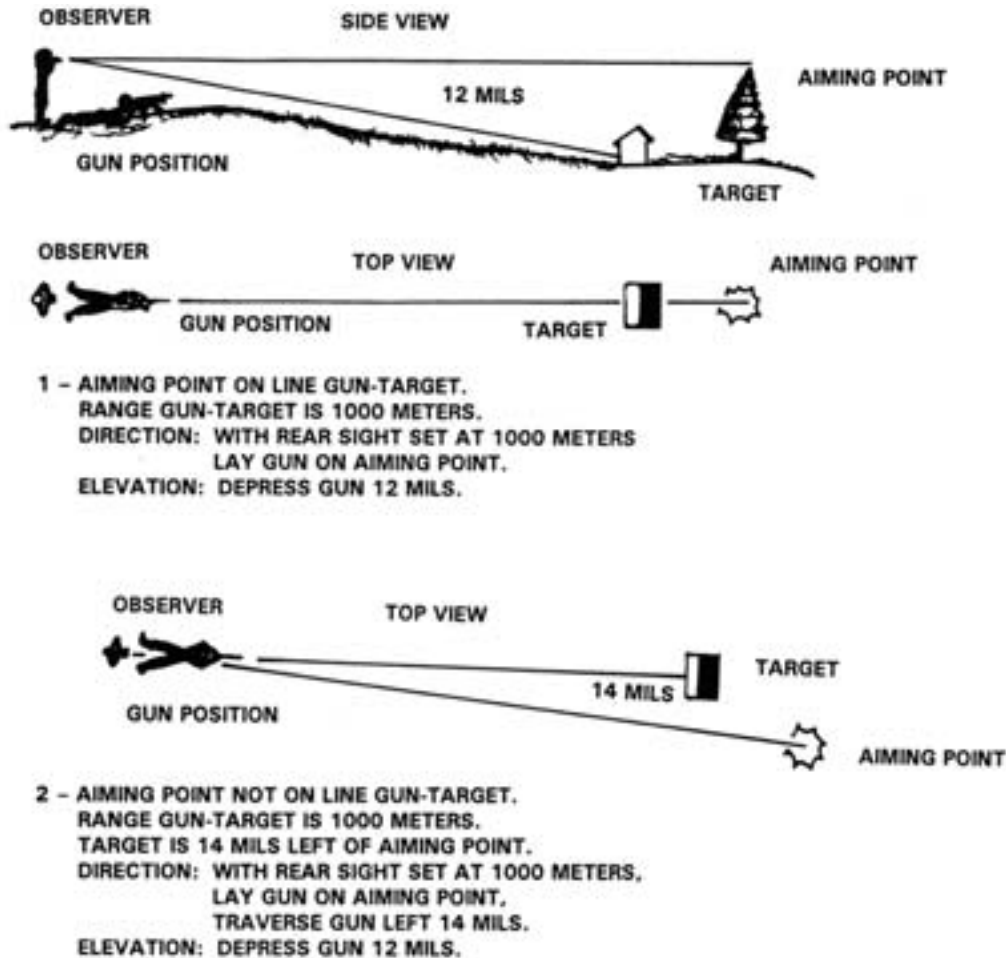 OBSERVER SIDE VIEW
AIMING POINT
12 MILS
GUN POSITION
TARGET
OBSERVER TOP VIEW AIMING POINT
GUN POSITION TARGET
1 – AIMING POINT ON LINE GUN-TARGET.
RANGE GUN-TARGET IS 1000 METERS.
DIRECTION: WITH REAR SIGHT SET AT 1000 METERS
LAY GUN ON AIMING POINT.
ELEVATION: DEPRESS GUN 12 MILS.
OBSERVER TOP VIEW
TARGET
14 MILS
GUN POSITION
AIMING POINT
2 – AIMING POINT NOT ON LINE GUN-TARGET.
RANGE GUN-TARGET IS 1000 METERS.
TARGET IS 14 MILS LEFT OF AIMING POINT.
DIRECTION: WITH REAR SIGHT SET AT 1000 METERS,
LAY GUN ON AIMING POINT,
TRAVERSE GUN LEFT 14 MILS.
ELEVATION: DEPRESS GUN 12 MILS.